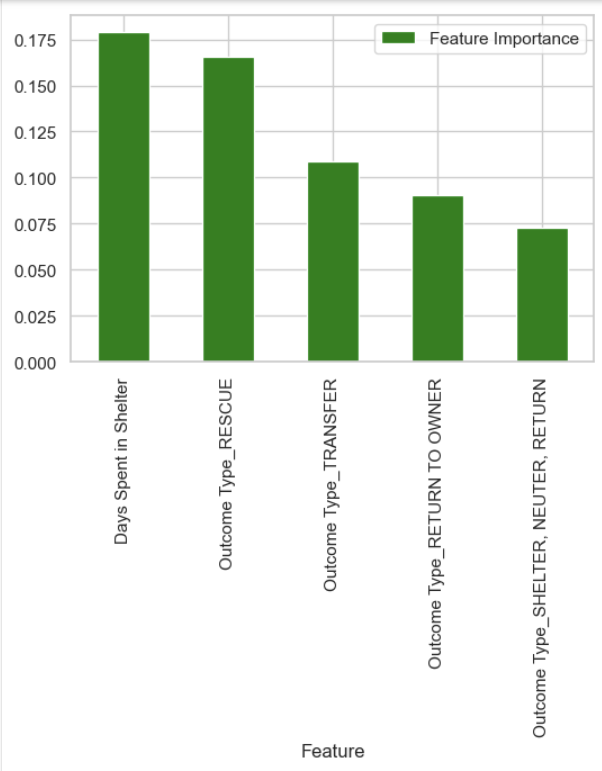 0.175
0.150
0.125
0.100
0.075
0.050
0.025
0.000
Feature Importance
Days Spent in Shelter
Outcome Type_RESCUE
Outcome Type_TRANSFER
Outcome Type_RETURN TO OWNER
Outcome Type_SHELTER, NEUTER, RETURN
Feature